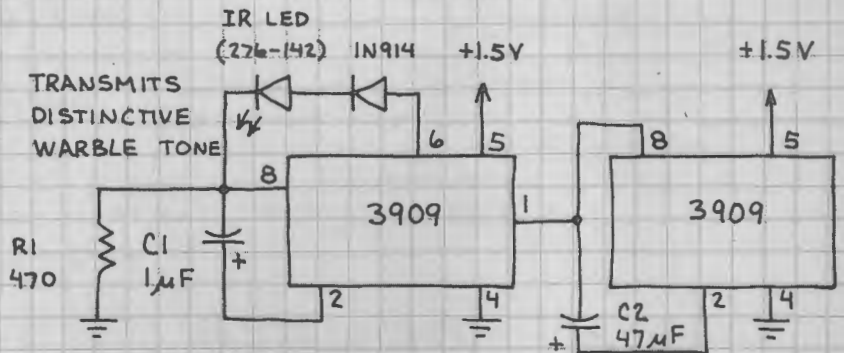 IR LED
(276-142) 1N914 +1.5V ±1.5V
TRANSMITS
DISTINCTIVE
WARBLE TONE
6 5 8 5
8 3909 1 3909
R1 C1 +
470 1µF
2 4 2 4
C2
+ 47µF